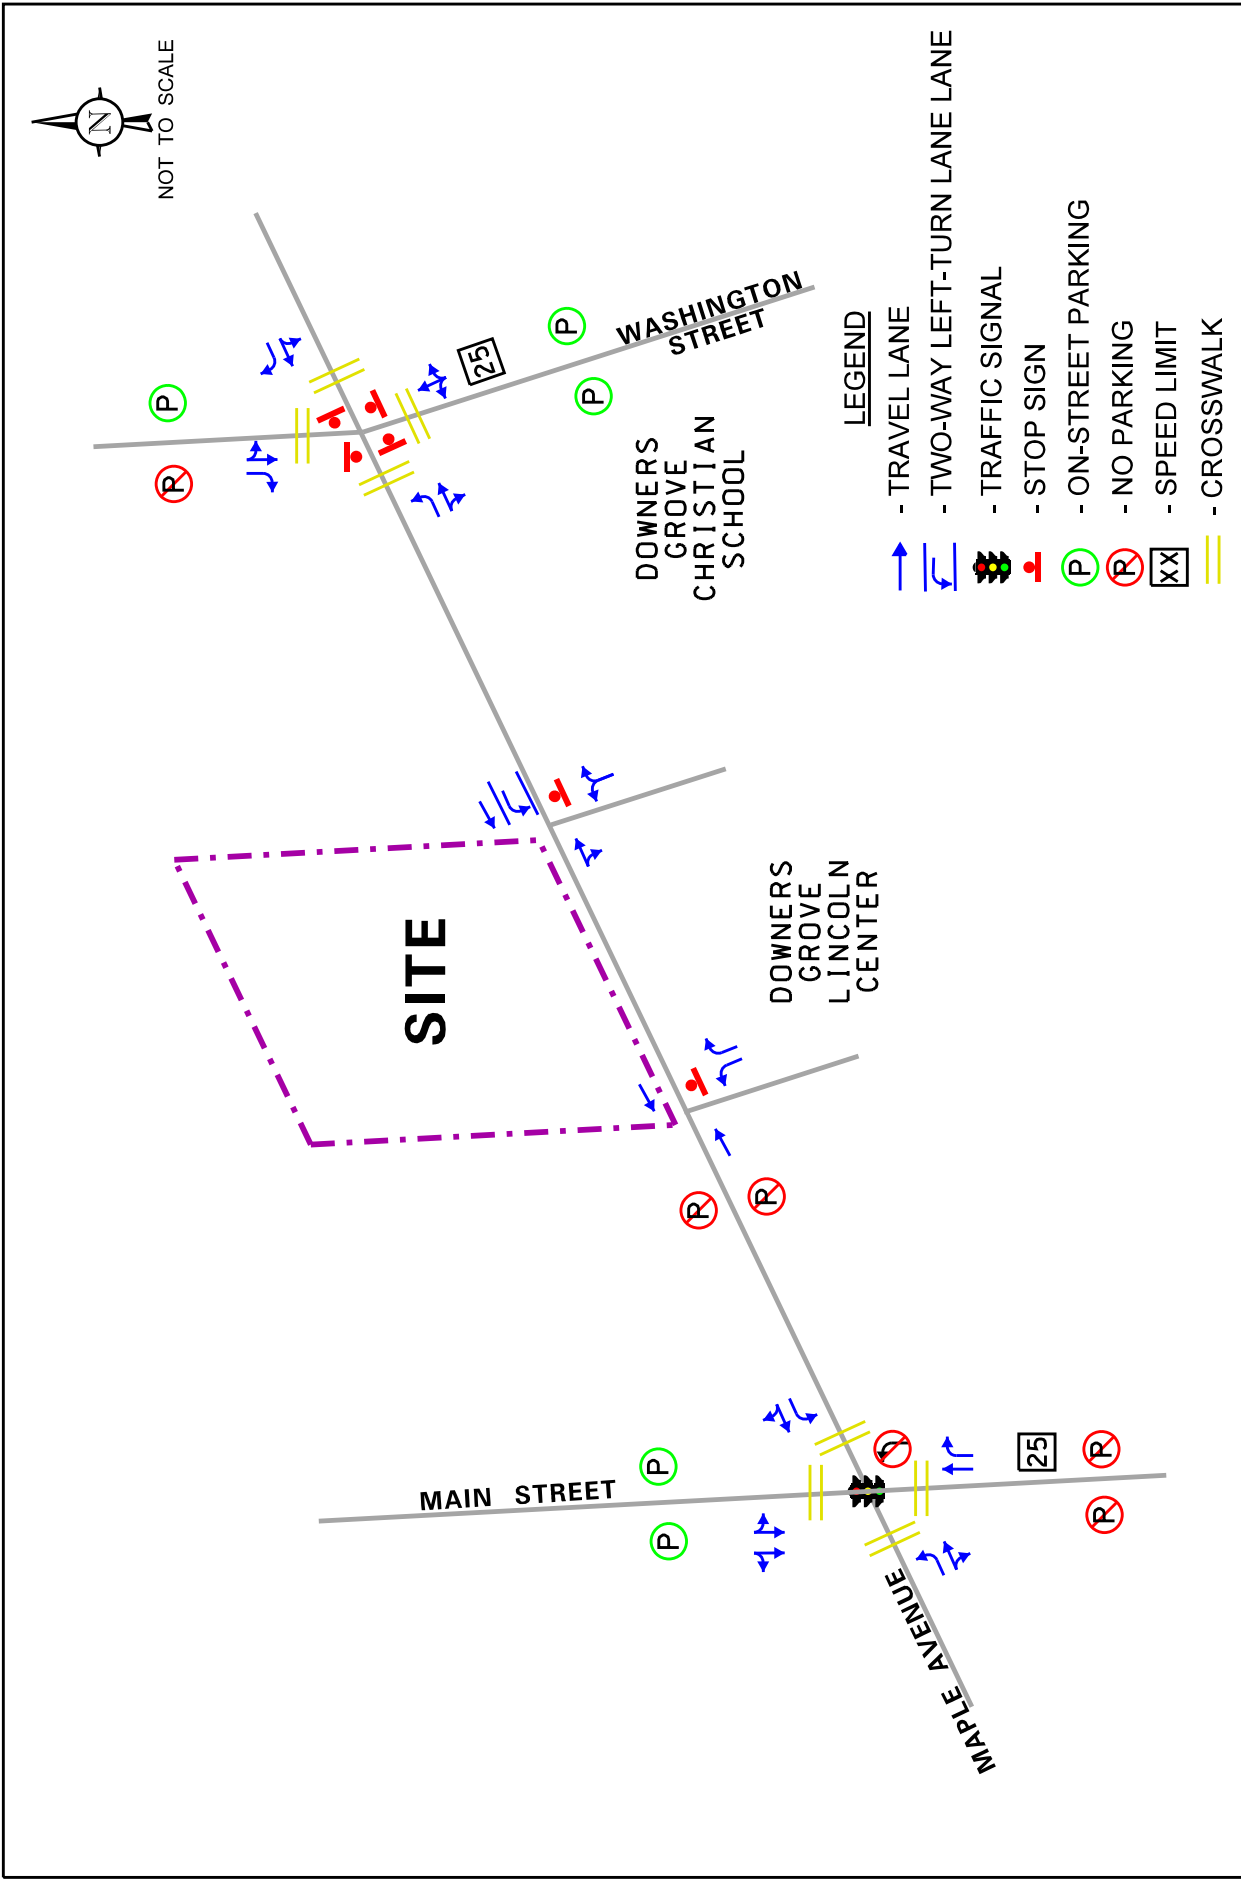 N
NOT TO SCALE
P
P
25
P
P
WASHINGTON
STREET
DOWNERS
GROVE
CHRISTIAN
SCHOOL
SITE
DOWNERS
GROVE
LINCOLN
CENTER
P
P
MAIN STREET
P
P
25
P
P
MAPLE AVENUE
LEGEND
- TRAVEL LANE
- TWO-WAY LEFT-TURN LANE LANE
- TRAFFIC SIGNAL
- STOP SIGN
P - ON-STREET PARKING
P - NO PARKING
XX - SPEED LIMIT
- CROSSWALK